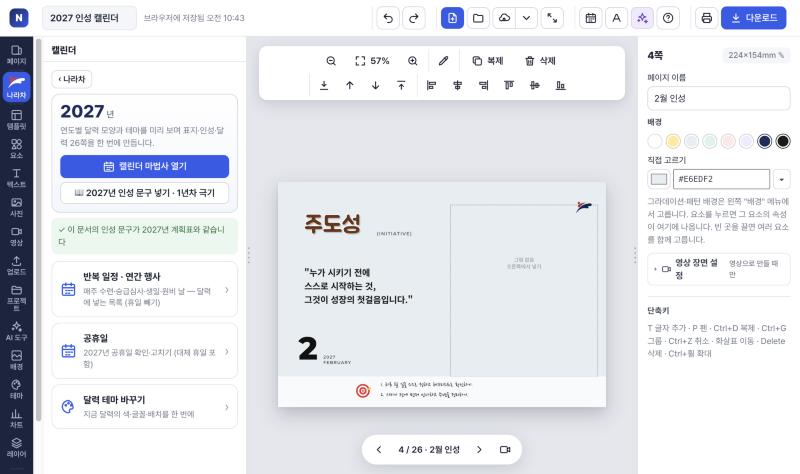 N
2027 인성 캘린더
브라우저에 저장됨 오전 10:43
다운로드
페이지
나라차
템플릿
요소
텍스트
사진
영상
업로드
프로젝트
AI 도구
배경
테마
차트
레이어
캘린더
‹ 나라차
2027 년
연도별 달력 모양과 테마를 미리 보며 표지·인성·달
력 26쪽을 한 번에 만듭니다.
캘린더 마법사 열기
2027년 인성 문구 넣기 · 1년차 극기
✓ 이 문서의 인성 문구가 2027년 계획표와 같습니
다
반복 일정 · 연간 행사
매주 수련·승급심사·생일·원비 날 — 달력
에 넣는 목록 (휴일 빼기)
공휴일
2027년 공휴일 확인·고치기 (대체 휴일 포
함)
달력 테마 바꾸기
지금 달력의 색·글꼴·배치를 한 번에
57%
복제
삭제
주도성
(INITIATIVE)
"누가 시키기 전에
스스로 시작하는 것,
그것이 성장의 첫걸음입니다."
그림 없음
오른쪽에서 넣기
2
2027
FEBRUARY
4 / 26 · 2월 인성
4쪽
224×154mm
페이지 이름
2월 인성
배경
직접 고르기
#E6EDF2
그라데이션·패턴 배경은 왼쪽 "배경" 메뉴에
서 고릅니다. 요소를 누르면 그 요소의 속성
이 여기에 나옵니다. 빈 곳을 끌면 여러 요소
를 함께 고릅니다.
영상 장면 설정
영상으로 만들 때만
단축키
T 글자 추가 · P 펜 · Ctrl+D 복제 · Ctrl+G
그룹 · Ctrl+Z 취소 · 화살표 이동 · Delete
삭제 · Ctrl+휠 확대